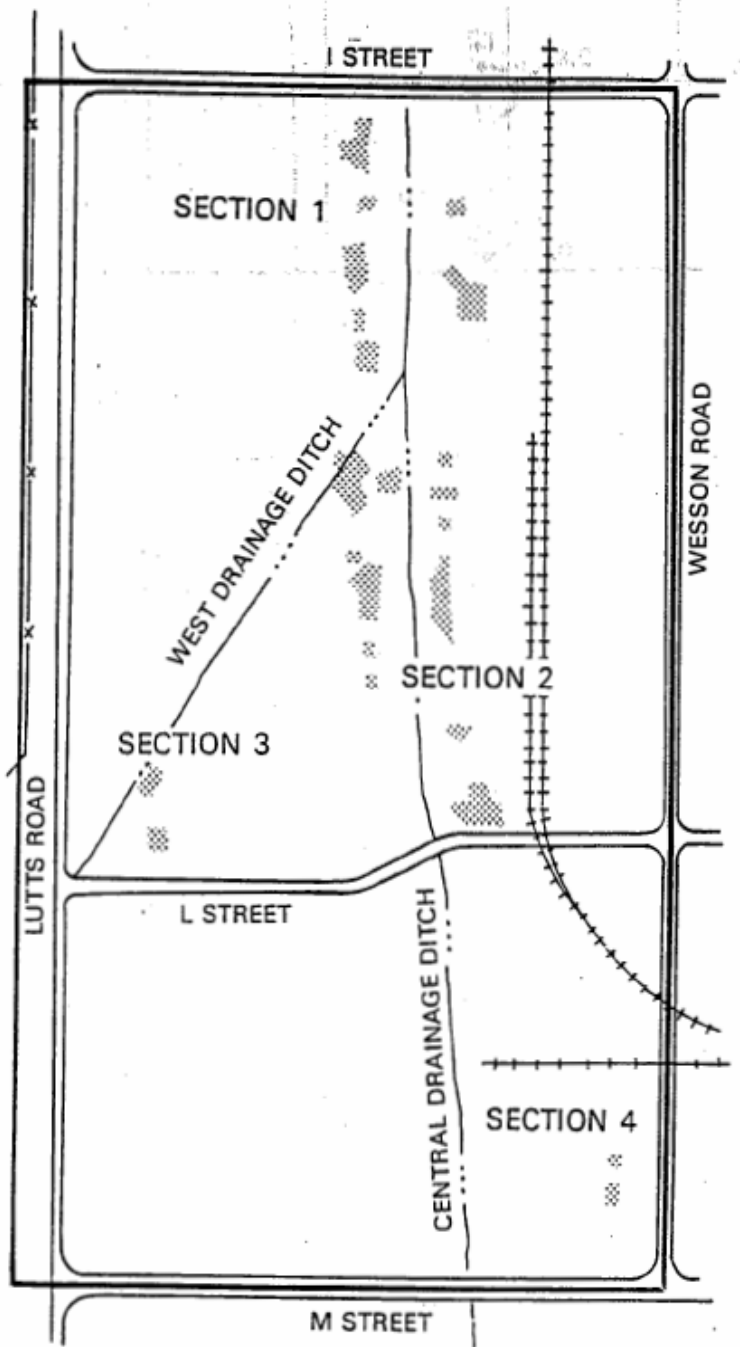 I STREET
SECTION 1
WEST DRAINAGE DITCH
WESSON ROAD
SECTION 2
SECTION 3
LUTTS ROAD
L STREET
CENTRAL DRAINAGE DITCH
SECTION 4
M STREET